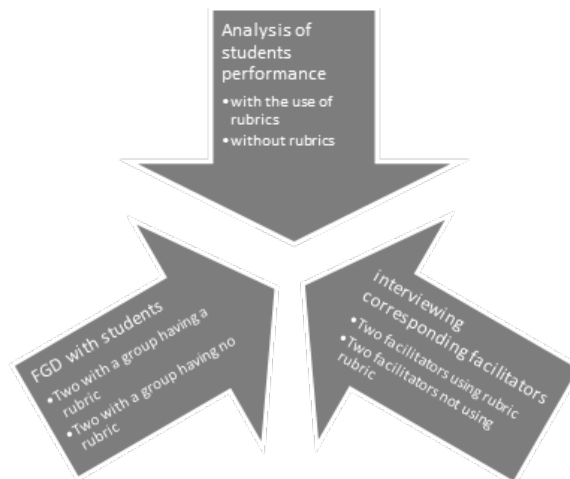 Analysis of
students
performance
•with the use of
rubrics
•without rubrics
FGD with students
•Two with a group having a
rubric
•Two with a group having no
rubric
interviewing
corresponding facilitators
•Two facilitators using rubric
•Two facilitators not using
rubric